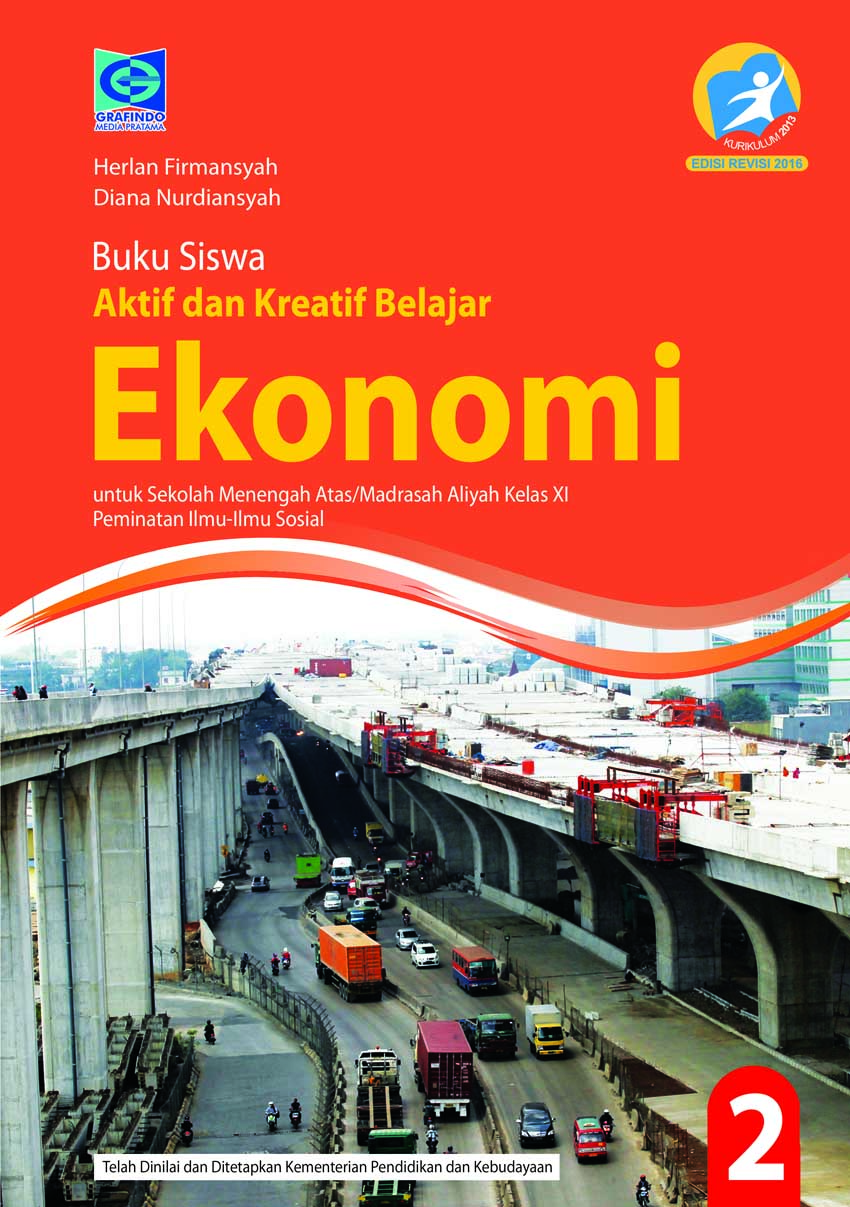 GRAFINDO
MEDIA PRATAMA
KURIKULUM 2013
EDISI REVISI 2016
Herlan Firmansyah
Diana Nurdiansyah
Buku Siswa
Aktif dan Kreatif Belajar
Ekonomi
untuk Sekolah Menengah Atas/Madrasah Aliyah Kelas XI
Peminatan Ilmu-Ilmu Sosial
2
Telah Dinilai dan Ditetapkan Kementerian Pendidikan dan Kebudayaan